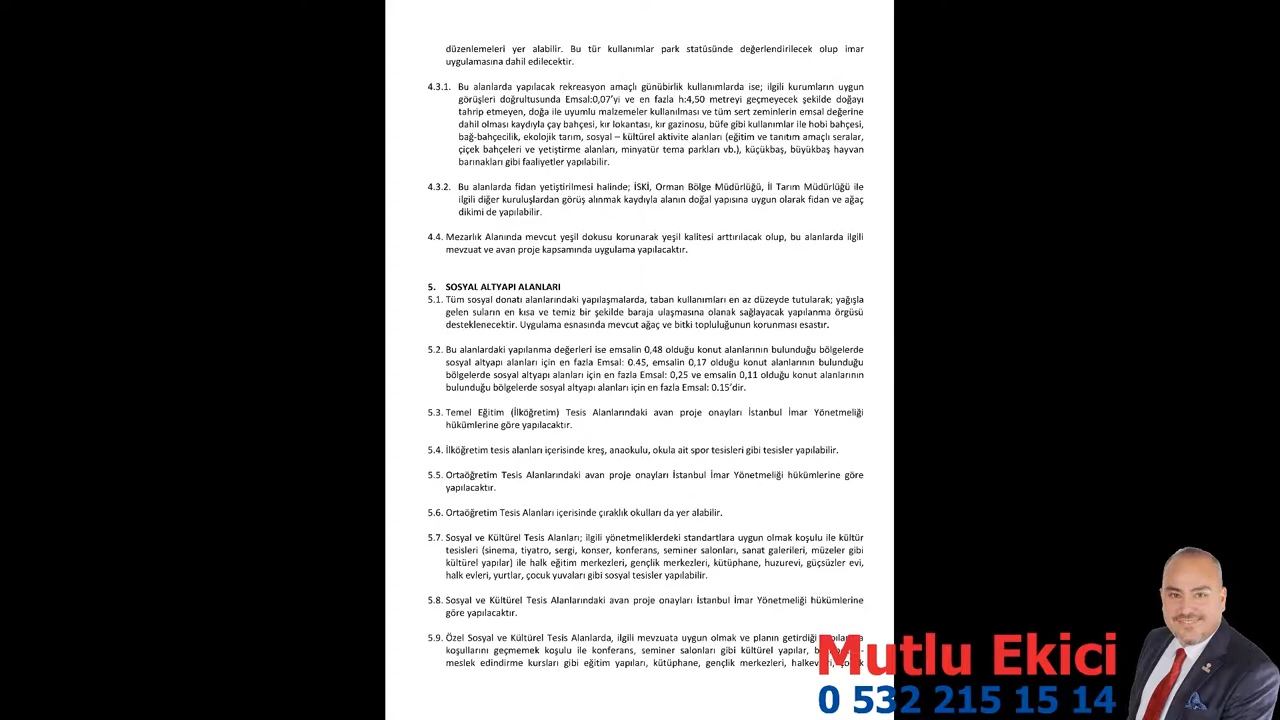 düzenlemeleri yer alabilir. Bu tür kullanımlar park statüsünde değerlendirilecek olup imar
uygulamasına dahil edilecektir.
4.3.1. Bu alanlarda yapılacak rekreasyon amaçlı günübirlik kullanımlarda ise; ilgili kurumların uygun
görüşleri doğrultusunda Emsal:0,07'yi ve en fazla h:4,50 metreyi geçmeyecek şekilde doğayı
tahrip etmeyen, doğa ile uyumlu malzemeler kullanılması ve tüm sert zeminlerin emsal değerine
dahil olması kaydıyla çay bahçesi, kır lokantası, kır gazinosu, büfe gibi kullanımlar ile hobi bahçesi,
bağ-bahçecilik, ekolojik tarım, sosyal – kültürel aktivite alanları (eğitim ve tanıtım amaçlı seralar,
çiçek bahçeleri ve yetiştirme alanları, minyatür tema parkları vb.), küçükbaş, büyükbaş hayvan
barınakları gibi faaliyetler yapılabilir.
4.3.2. Bu alanlarda fidan yetiştirilmesi halinde; İSKİ, Orman Bölge Müdürlüğü, İl Tarım Müdürlüğü ile
ilgili diğer kuruluşlardan görüş alınmak kaydıyla alanın doğal yapısına uygun olarak fidan ve ağaç
dikimi de yapılabilir.
4.4. Mezarlık Alanında mevcut yeşil dokusu korunarak yeşil kalitesi arttırılacak olup, bu alanlarda ilgili
mevzuat ve avan proje kapsamında uygulama yapılacaktır.
5. SOSYAL ALTYAPI ALANLARI
5.1. Tüm sosyal donatı alanlarındaki yapılaşmalarda, taban kullanımları en az düzeyde tutularak; yağışla
gelen suların en kısa ve temiz bir şekilde baraja ulaşmasına olanak sağlayacak yapılanma örgüsü
desteklenecektir. Uygulama esnasında mevcut ağaç ve bitki topluluğunun korunması esastır.
5.2. Bu alanlardaki yapılanma değerleri ise emsalin 0,48 olduğu konut alanlarının bulunduğu bölgelerde
sosyal altyapı alanları için en fazla Emsal: 0.45, emsalin 0,17 olduğu konut alanlarının bulunduğu
bölgelerde sosyal altyapı alanları için en fazla Emsal: 0,25 ve emsalin 0,11 olduğu konut alanlarının
bulunduğu bölgelerde sosyal altyapı alanları için en fazla Emsal: 0.15'dir.
5.3. Temel Eğitim (İlköğretim) Tesis Alanlarındaki avan proje onayları İstanbul İmar Yönetmeliği
hükümlerine göre yapılacaktır.
5.4. İlköğretim tesis alanları içerisinde kreş, anaokulu, okula ait spor tesisleri gibi tesisler yapılabilir.
5.5. Ortaöğretim Tesis Alanlarındaki avan proje onayları İstanbul İmar Yönetmeliği hükümlerine göre
yapılacaktır.
5.6. Ortaöğretim Tesis Alanları içerisinde çıraklık okulları da yer alabilir.
5.7. Sosyal ve Kültürel Tesis Alanları; ilgili yönetmeliklerdeki standartlara uygun olmak koşulu ile kültür
tesisleri (sinema, tiyatro, sergi, konser, konferans, seminer salonları, sanat galerileri, müzeler gibi
kültürel yapılar) ile halk eğitim merkezleri, gençlik merkezleri, kütüphane, huzurevi, güçsüzler evi,
halk evleri, yurtlar, çocuk yuvaları gibi sosyal tesisler yapılabilir.
5.8. Sosyal ve Kültürel Tesis Alanlarındaki avan proje onayları İstanbul İmar Yönetmeliği hükümlerine
göre yapılacaktır.
5.9. Özel Sosyal ve Kültürel Tesis Alanlarda, ilgili mevzuata uygun olmak ve planın getirdiği
koşullarını geçmemek koşulu ile konferans, seminer salonları gibi kültürel yapılar,
meslek edindirme kursları gibi eğitim yapıları, kütüphane, gençlik merkezleri,
Mutlu Ekici
0 532 215 15 14